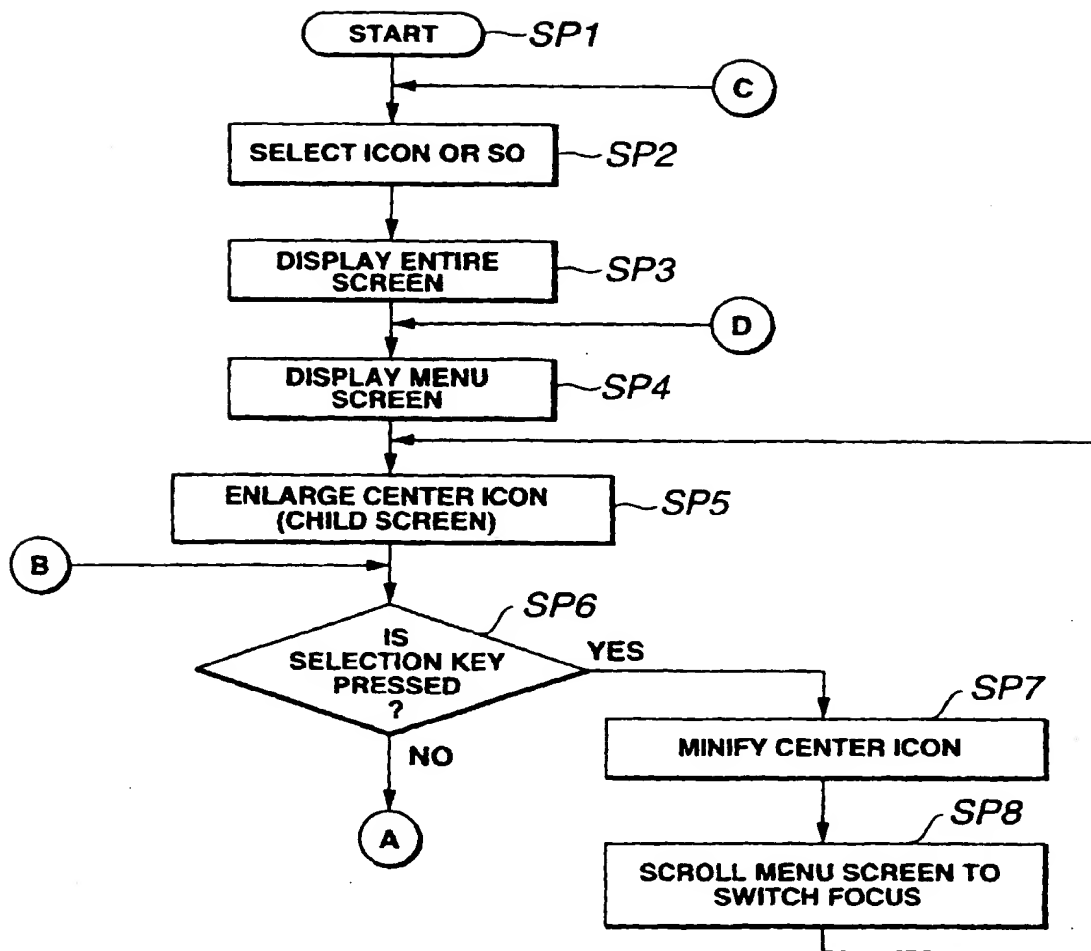 START
SP1
C
SELECT ICON OR SO
SP2
DISPLAY ENTIRE
SCREEN
SP3
D
DISPLAY MENU
SCREEN
SP4
ENLARGE CENTER ICON
(CHILD SCREEN)
SP5
B
SP6
IS
SELECTION KEY
PRESSED
?
YES
NO
SP7
MINIFY CENTER ICON
A
SP8
SCROLL MENU SCREEN TO
SWITCH FOCUS